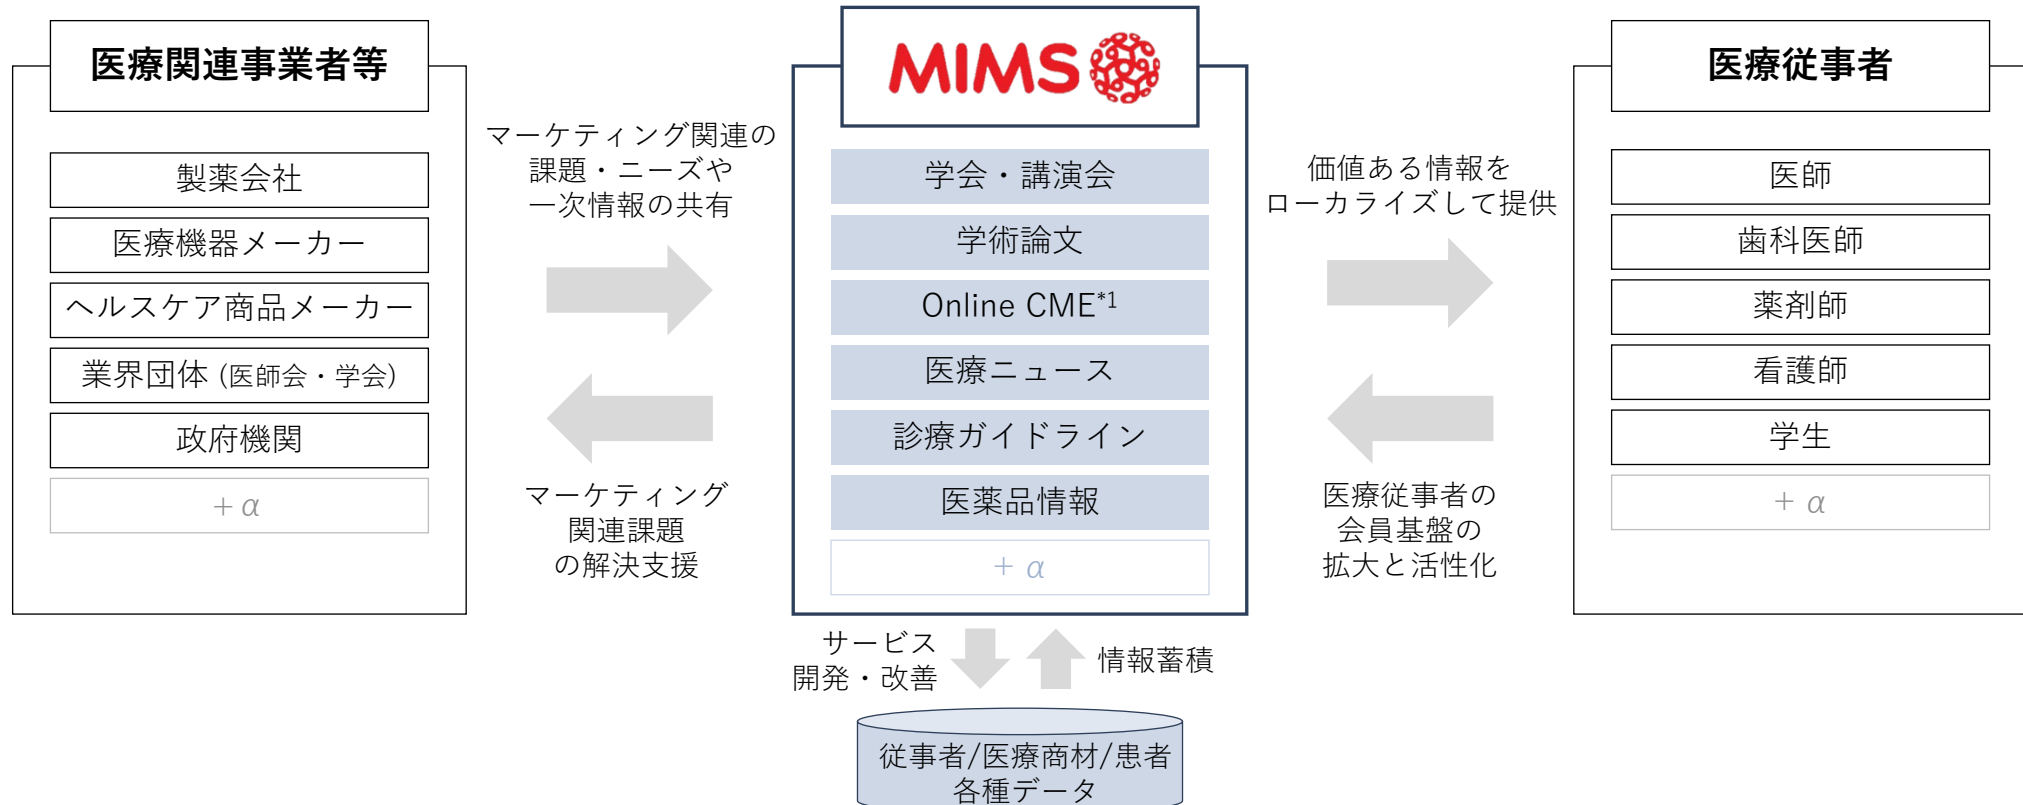 医療関連事業者等
製薬会社
医療機器メーカー
ヘルスケア商品メーカー
業界団体 (医師会・学会)
政府機関
+ α
マーケティング関連の
課題・ニーズや
一次情報の共有
マーケティング
関連課題
の解決支援
MIMS
学会・講演会
学術論文
Online CME*1
医療ニュース
診療ガイドライン
医薬品情報
+ α
価値ある情報を
ローカライズして提供
医療従事者の
会員基盤の
拡大と活性化
医療従事者
医師
歯科医師
薬剤師
看護師
学生
+ α
サービス
開発・改善
情報蓄積
従事者/医療商材/患者
各種データ